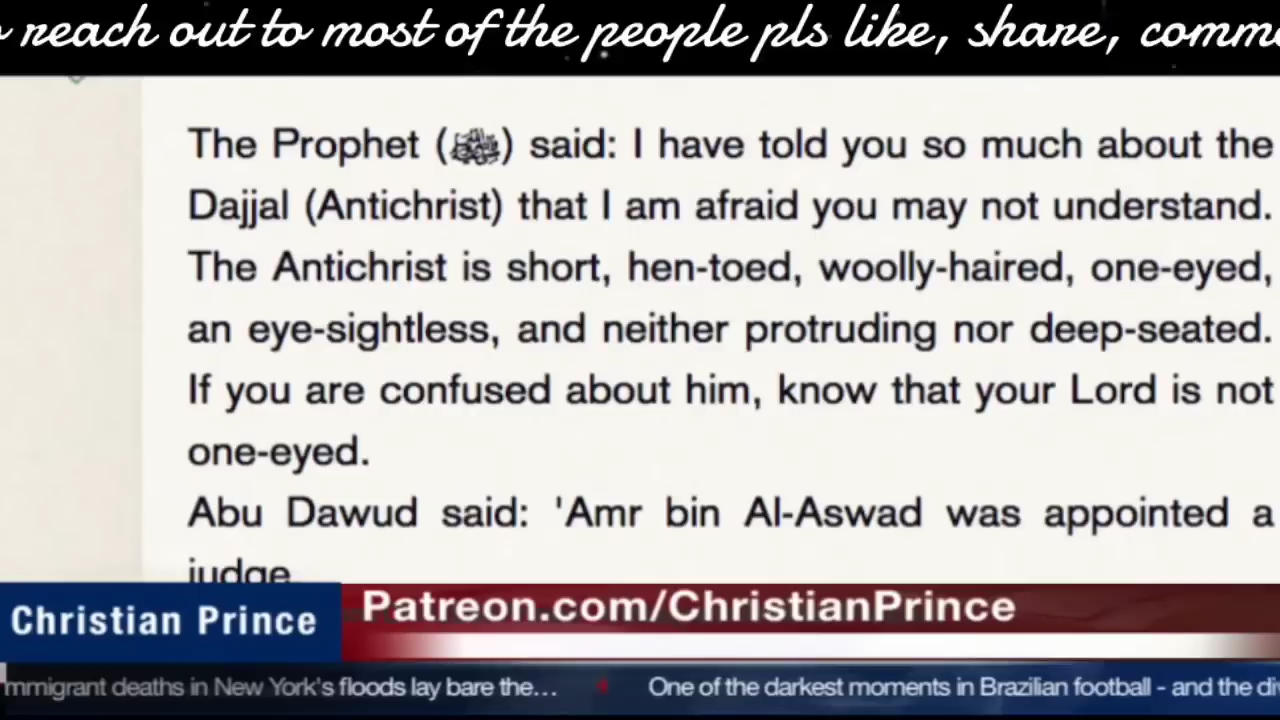 reach out to most of the people pls like, share,
The Prophet (ﷺ) said: I have told you so much about the
Dajjal (Antichrist) that I am afraid you may not understand.
The Antichrist is short, hen-toed, woolly-haired, one-eyed,
an eye-sightless, and neither protruding nor deep-seated.
If you are confused about him, know that your Lord is not
one-eyed.
Abu Dawud said: 'Amr bin Al-Aswad was appointed a
judge.
Patreon.com/ChristianPrince
Christian Prince
mmigrant deaths in New York's floods lay bare the...
One of the darkest moments in Brazilian football - and the di